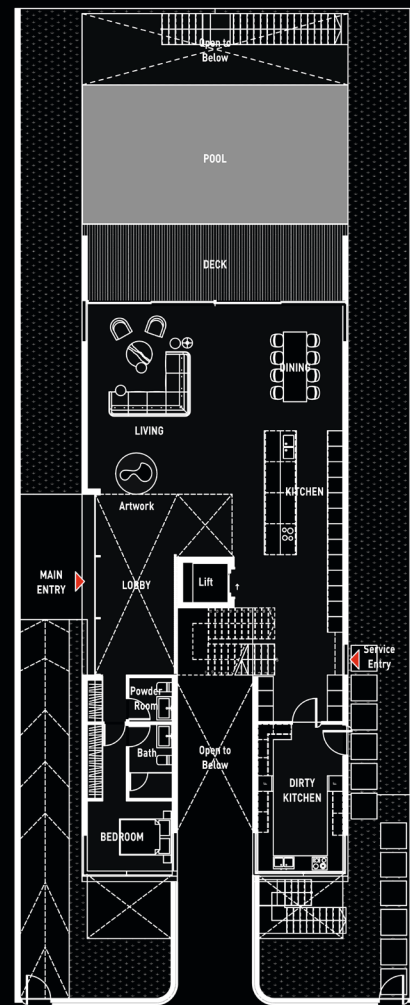 Open to
Below
POOL
DECK
DINING
LIVING
KITCHEN
Artwork
MAIN
ENTRY
LOBBY
Lift
Service
Entry
Powder
Room
Bath
Open to
Below
DIRTY
KITCHEN
BEDROOM